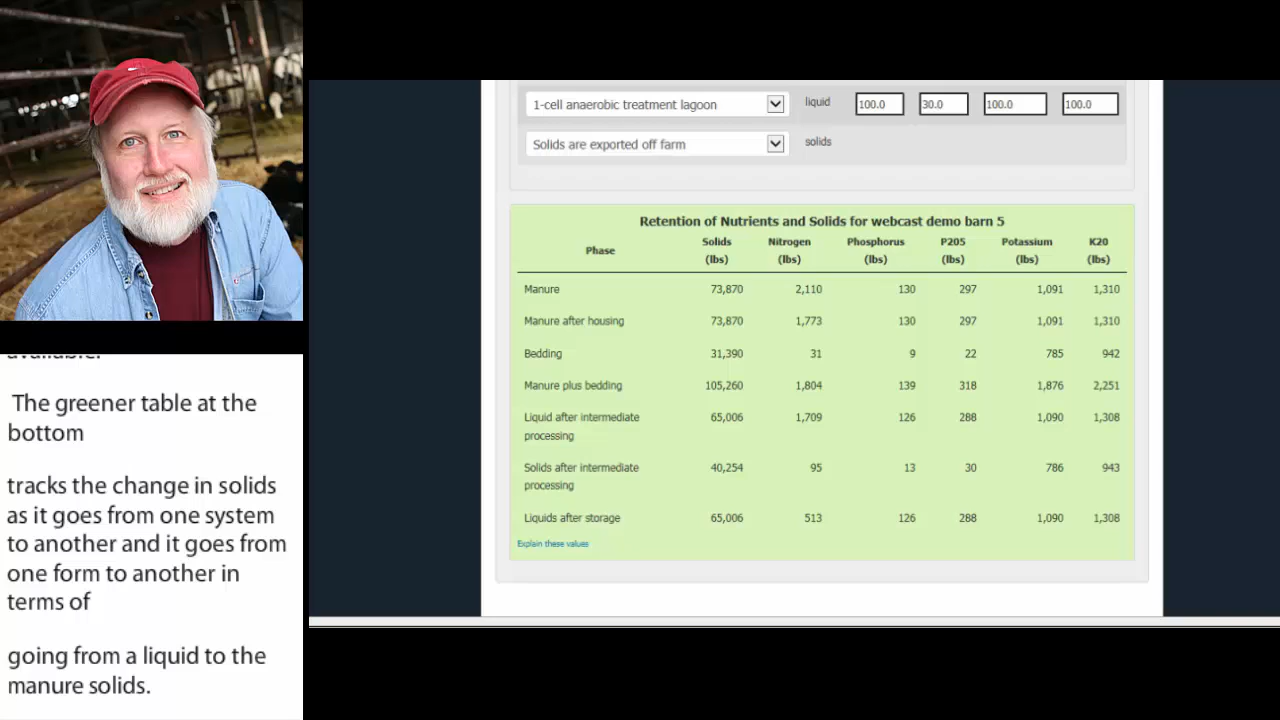 1-cell anaerobic treatment lagoon liquid 100.0 30.0 100.0 100.0
Solids are exported off farm solids
Retention of Nutrients and Solids for webcast demo barn 5
Phase Solids (lbs) Nitrogen (lbs) Phosphorus (lbs) P205 (lbs) Potassium (lbs) K20 (lbs)
Manure 73,870 2,110 130 297 1,091 1,310
Manure after housing 73,870 1,773 130 297 1,091 1,310
Bedding 31,390 31 9 22 785 942
Manure plus bedding 105,260 1,804 139 318 1,876 2,251
Liquid after intermediate processing 65,006 1,709 126 288 1,090 1,308
Solids after intermediate processing 40,254 95 13 30 786 943
Liquids after storage 65,006 513 126 288 1,090 1,308
Explain these values
The greener table at the
bottom
tracks the change in solids
as it goes from one system
to another and it goes from
one form to another in
terms of
going from a liquid to the
manure solids.